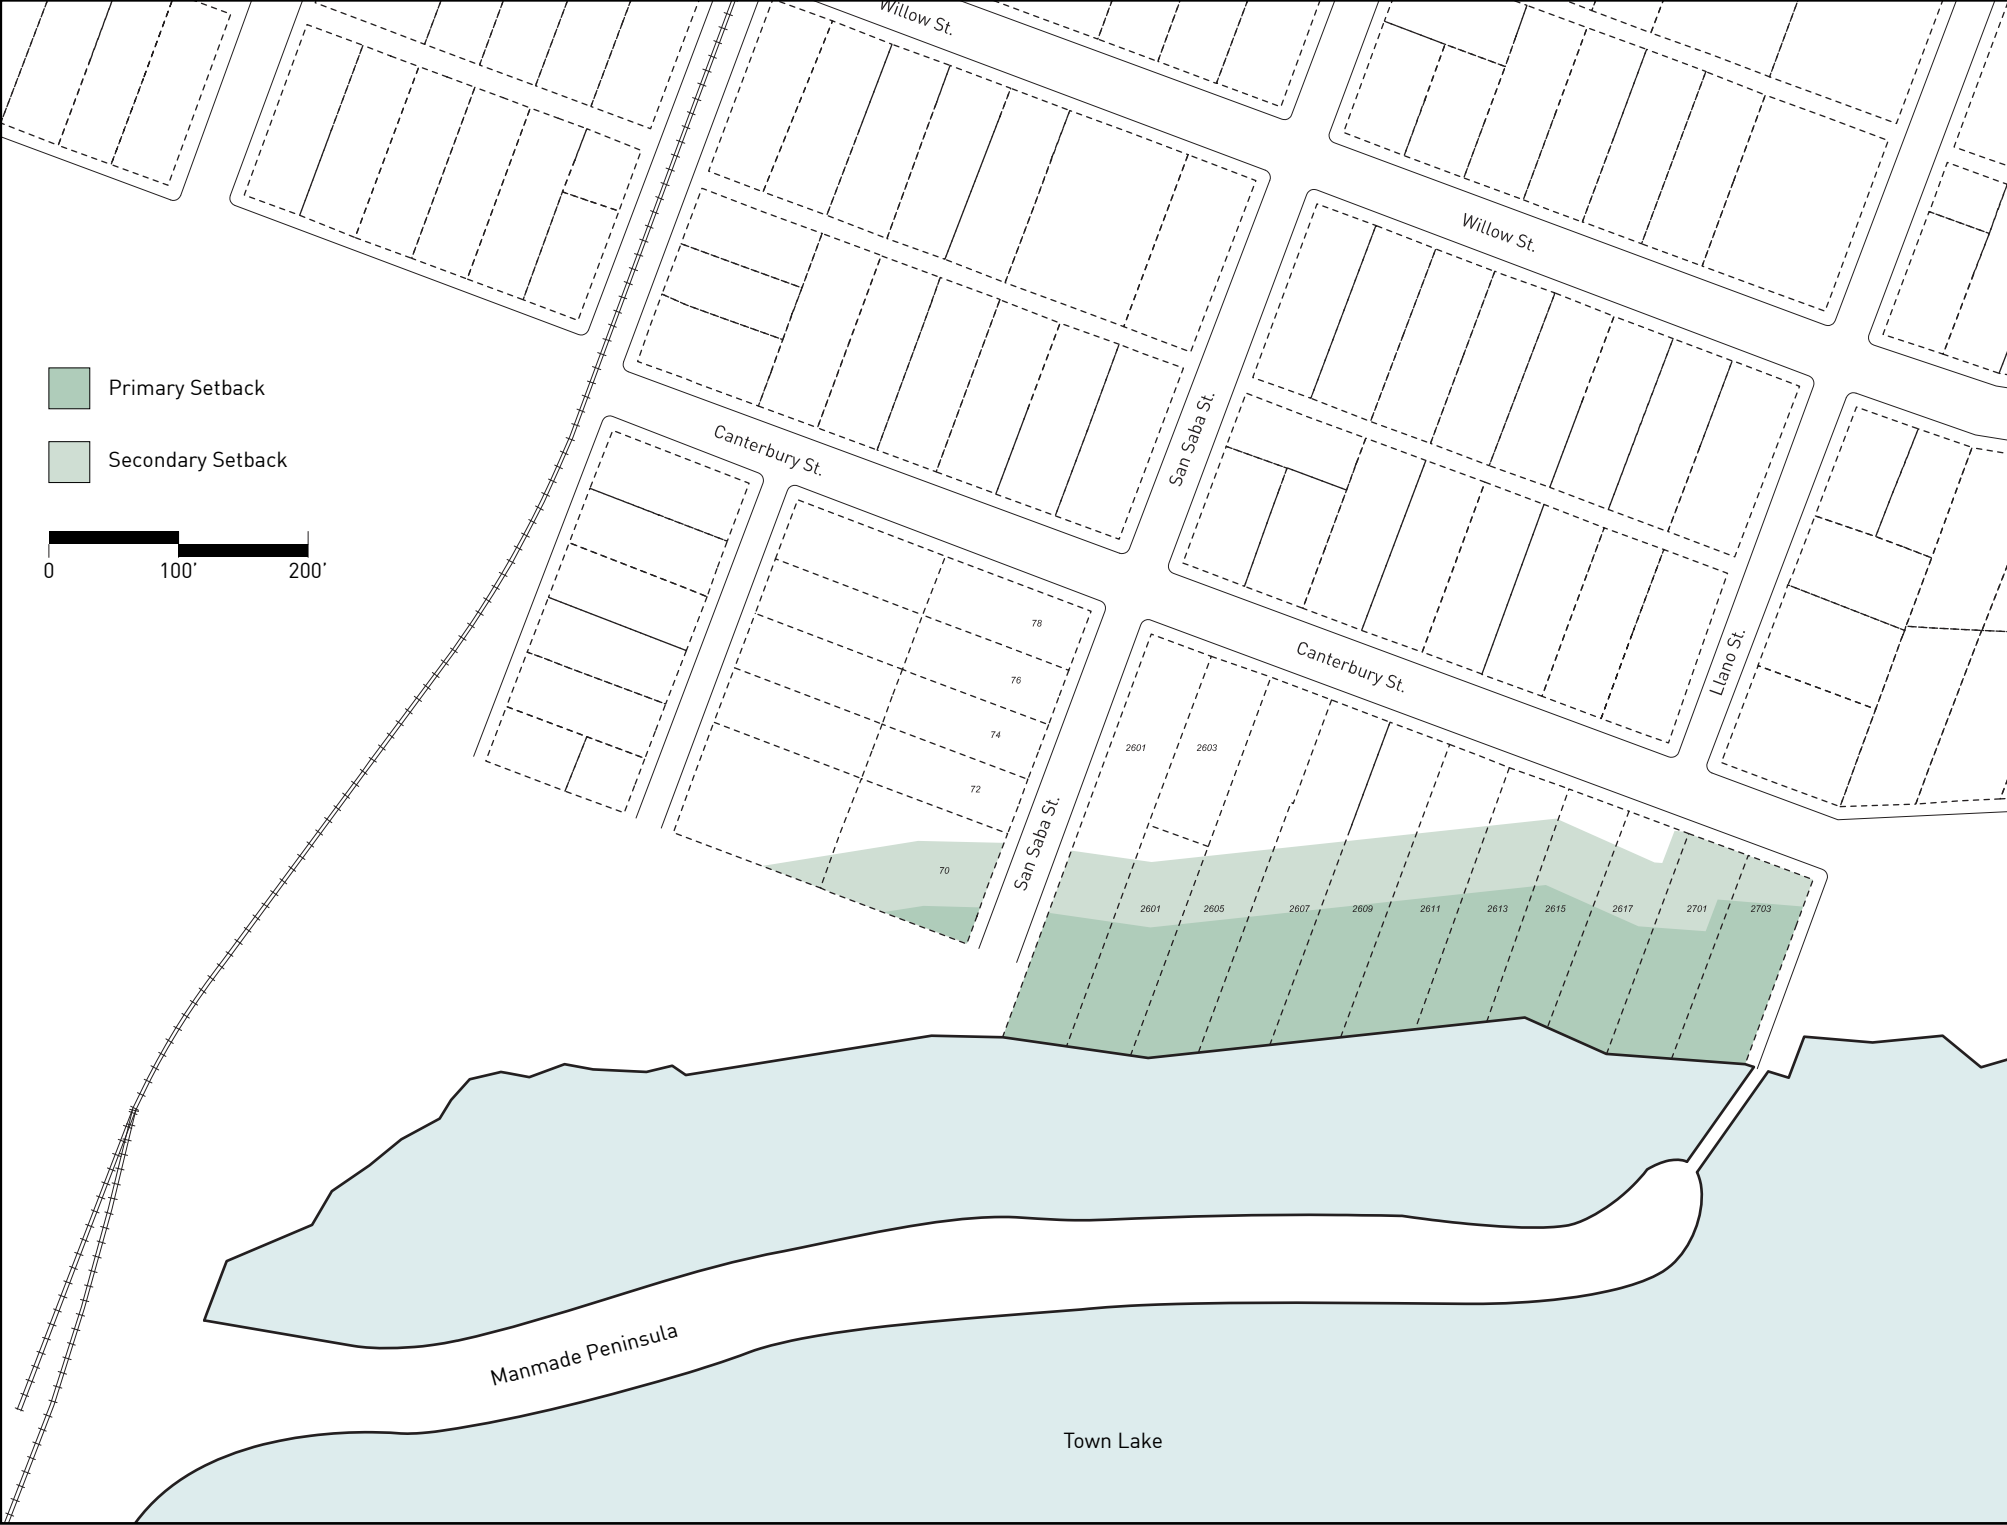 Willow St.
Willow St.
Primary Setback
Secondary Setback
0 100' 200'
Canterbury St.
San Saba St.
78
76
74
72
70
Canterbury St.
Llano St.
2601 2603
San Saba St.
2601 2605 2607 2609 2611 2613 2615 2617 2701 2703
Manmade Peninsula
Town Lake